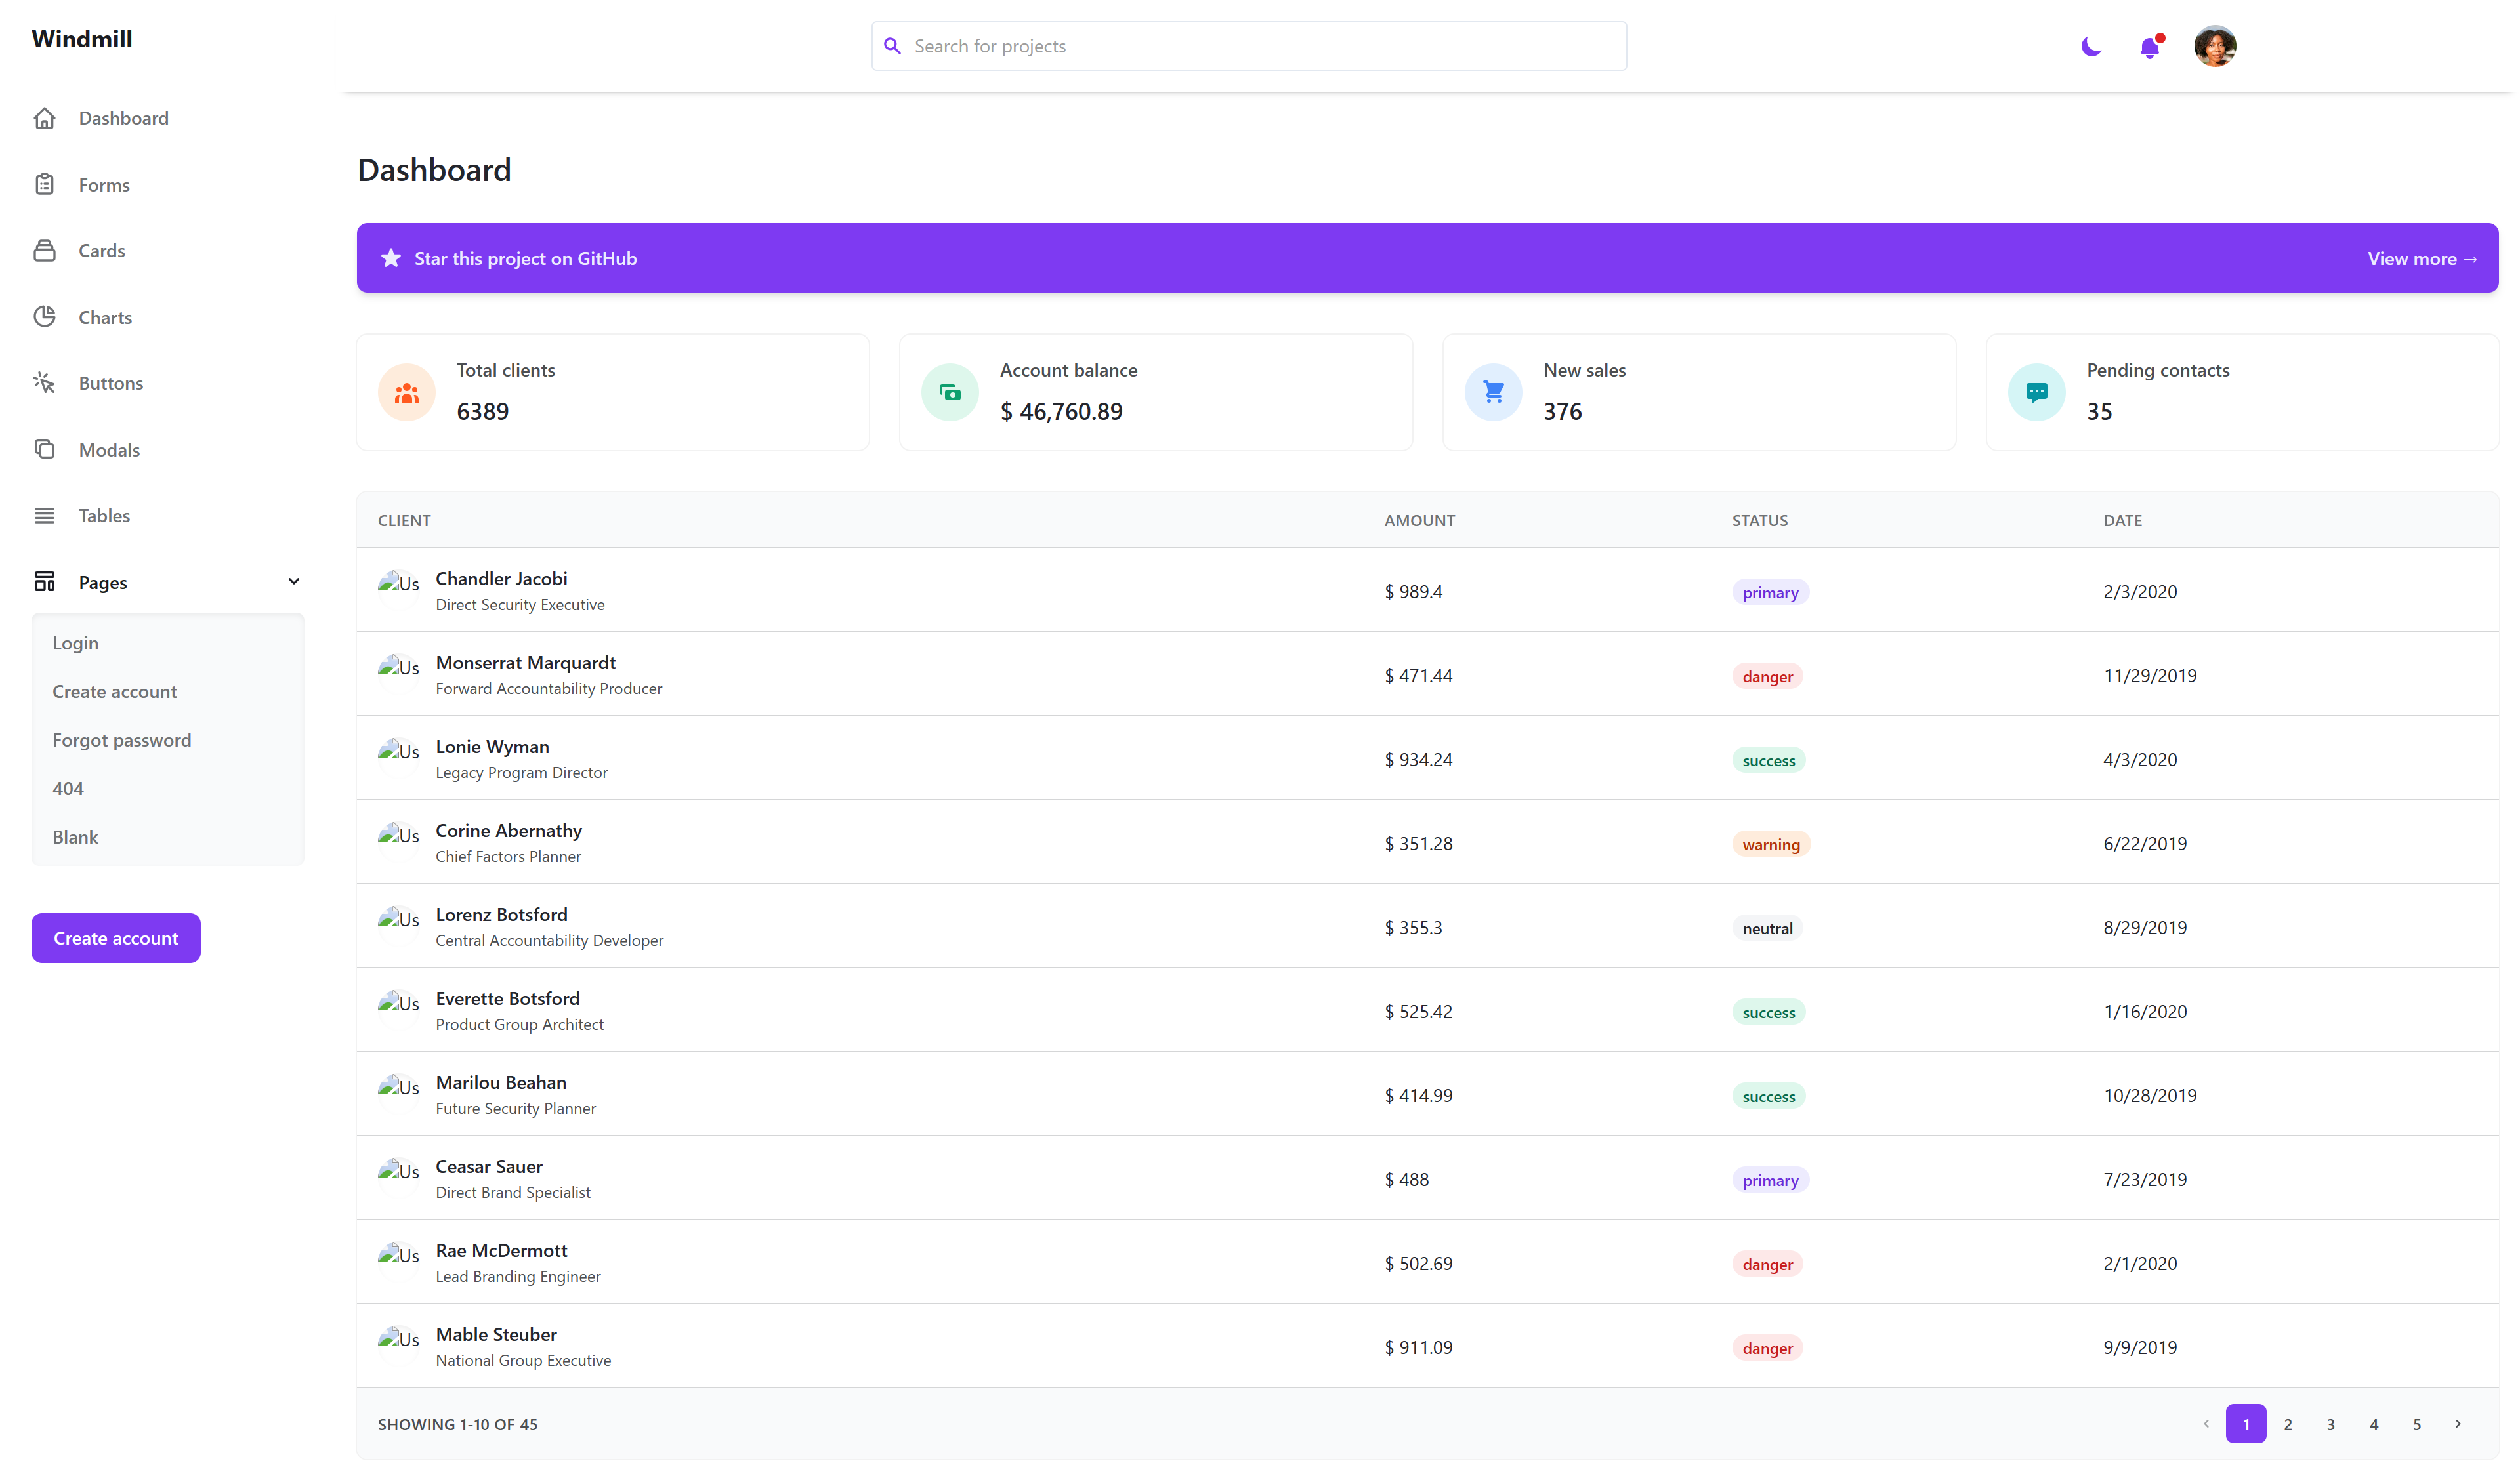 Windmill
Search for projects
Dashboard
Forms
Cards
Charts
Buttons
Modals
Tables
Pages
Login
Create account
Forgot password
404
Blank
Create account
Dashboard
Star this project on GitHub
View more →
Total clients
6389
Account balance
$ 46,760.89
New sales
376
Pending contacts
35
CLIENT AMOUNT STATUS DATE
Us Chandler Jacobi
Direct Security Executive
$ 989.4 primary 2/3/2020
Us Monserrat Marquardt
Forward Accountability Producer
$ 471.44 danger 11/29/2019
Us Lonie Wyman
Legacy Program Director
$ 934.24 success 4/3/2020
Us Corine Abernathy
Chief Factors Planner
$ 351.28 warning 6/22/2019
Us Lorenz Botsford
Central Accountability Developer
$ 355.3 neutral 8/29/2019
Us Everette Botsford
Product Group Architect
$ 525.42 success 1/16/2020
Us Marilou Beahan
Future Security Planner
$ 414.99 success 10/28/2019
Us Ceasar Sauer
Direct Brand Specialist
$ 488 primary 7/23/2019
Us Rae McDermott
Lead Branding Engineer
$ 502.69 danger 2/1/2020
Us Mable Steuber
National Group Executive
$ 911.09 danger 9/9/2019
SHOWING 1-10 OF 45
1 2 3 4 5